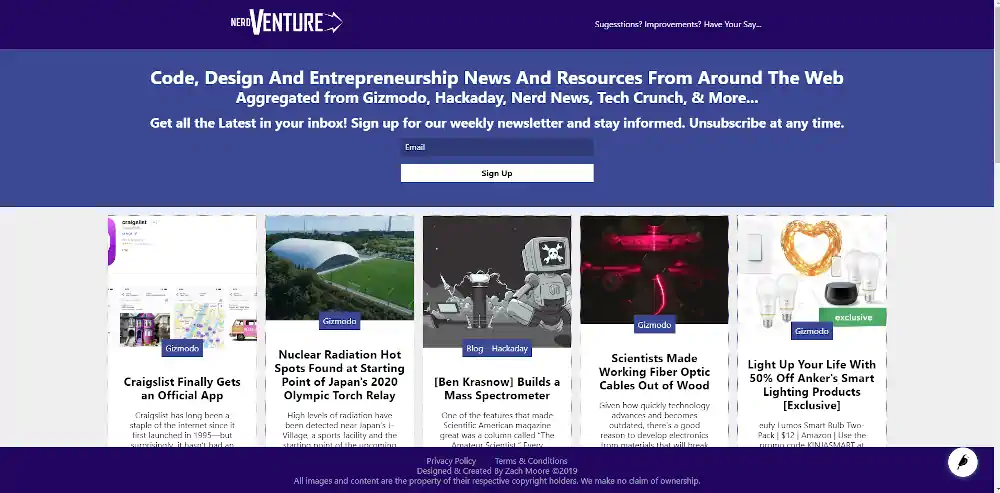 NERD VENTURE
Sugesstions? Improvements? Have Your Say...
Code, Design And Entrepreneurship News And Resources From Around The Web
Aggregated from Gizmodo, Hackaday, Nerd News, Tech Crunch, & More...
Get all the Latest in your inbox! Sign up for our weekly newsletter and stay informed. Unsubscribe at any time.
Email
Sign Up
craigslist
Gizmodo
Craigslist Finally Gets
an Official App
Craigslist has long been a
staple of the internet since it
first launched in 1995—but
surprisingly, it hasn't had an
Gizmodo
Nuclear Radiation Hot
Spots Found at Starting
Point of Japan's 2020
Olympic Torch Relay
High levels of radiation have
been detected near Japan's J-
Village, a sports facility and the
starting point of the upcoming
Blog Hackaday
[Ben Krasnow] Builds a
Mass Spectrometer
One of the features that made
Scientific American magazine
great was a column called "The
Amateur Scientist." Every
Gizmodo
Scientists Made
Working Fiber Optic
Cables Out of Wood
Given how quickly technology
advances and becomes
outdated, there's a good
reason to develop electronics
from materials that will break
exclusive
Gizmodo
Light Up Your Life With
50% Off Anker's Smart
Lighting Products
[Exclusive]
eufy Lumos Smart Bulb Two-
Pack | $12 | Amazon | Use the
promo code KINJASMART at
Privacy Policy Terms & Conditions
Designed & Created By Zach Moore ©2019
All images and content are the property of their respective copyright holders. We make no claim of ownership.